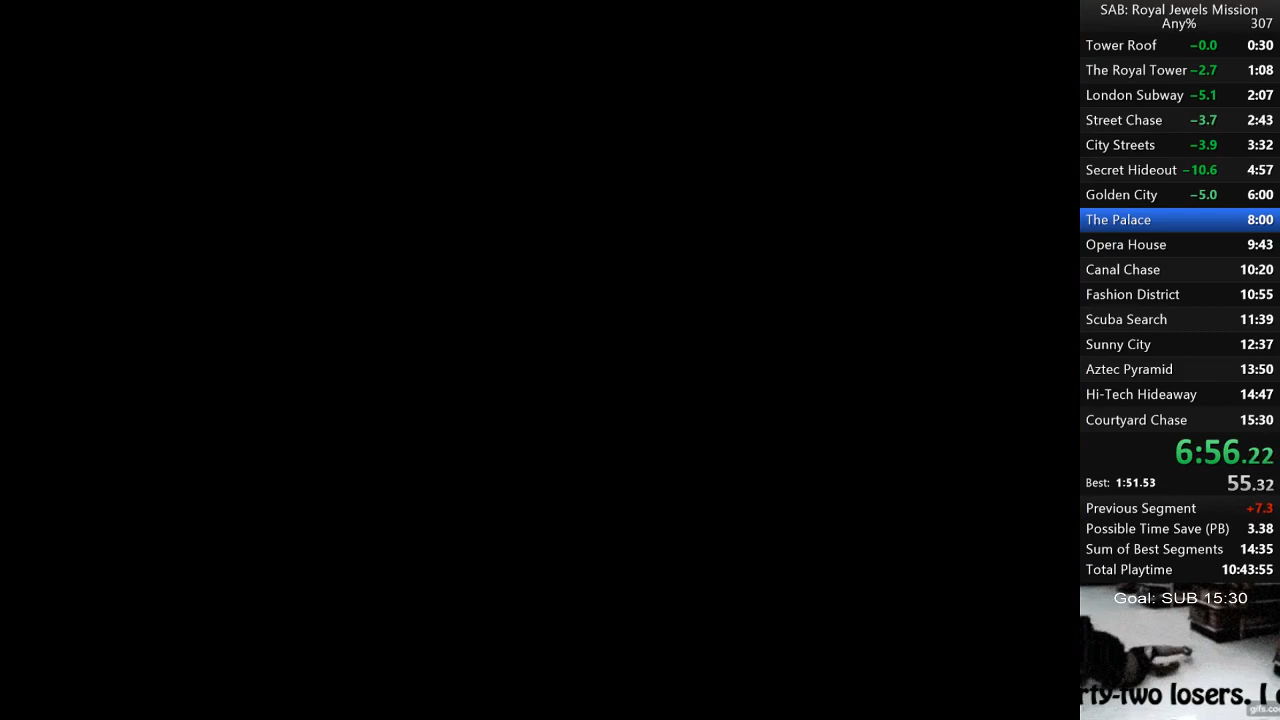 SAB: Royal Jewels Mission
Any% 307
Tower Roof −0.0 0:30
The Royal Tower −2.7 1:08
London Subway −5.1 2:07
Street Chase −3.7 2:43
City Streets −3.9 3:32
Secret Hideout −10.6 4:57
Golden City −5.0 6:00
The Palace 8:00
Opera House 9:43
Canal Chase 10:20
Fashion District 10:55
Scuba Search 11:39
Sunny City 12:37
Aztec Pyramid 13:50
Hi-Tech Hideaway 14:47
Courtyard Chase 15:30
6:56.22
Best: 1:51.53 55.32
Previous Segment +7.3
Possible Time Save (PB) 3.38
Sum of Best Segments 14:35
Total Playtime 10:43:55
Goal: SUB 15:30
rty-two losers. I
gifs.co